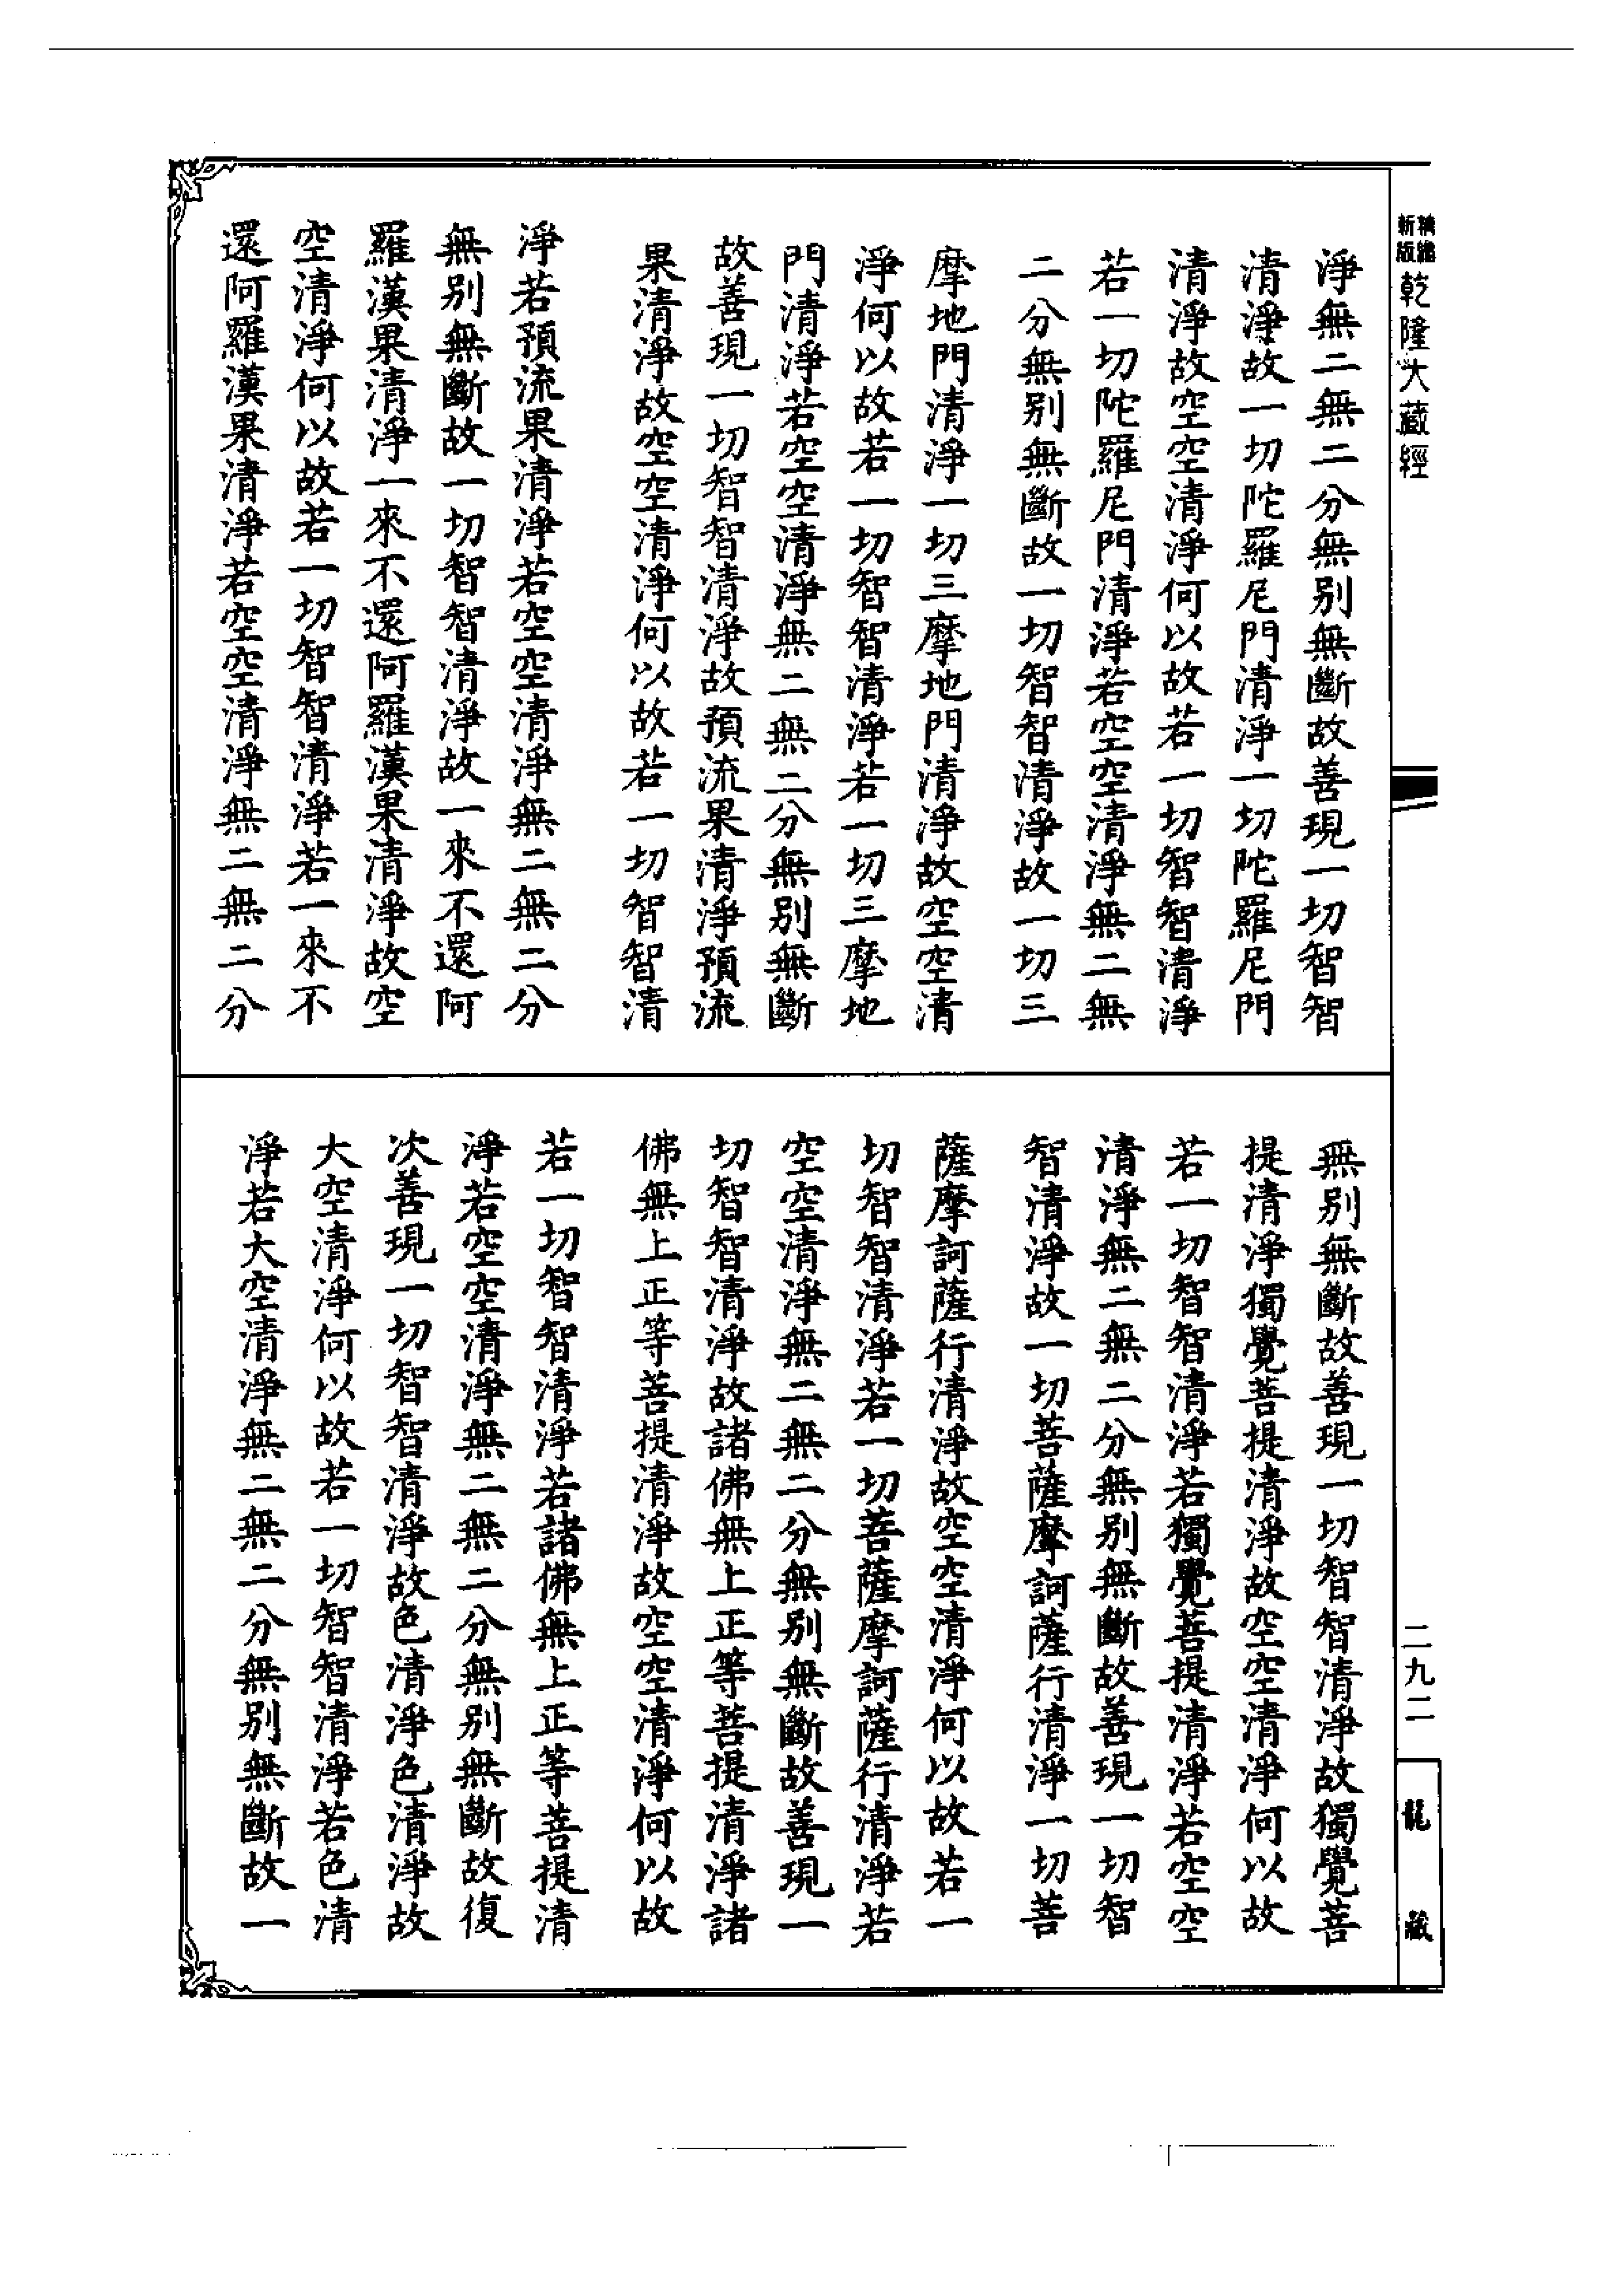 精編
新版
乾隆大藏經
淨無二無二分無別無斷故善現一切智智
清淨故一切陀羅尼門清淨一切陀羅尼門
清淨故空空清淨何以故若一切智智清淨
若一切陀羅尼門清淨若空空清淨無二無
二分無別無斷故一切智智清淨故一切三
摩地門清淨一切三摩地門清淨故空空清
淨何以故若一切智智清淨若一切三摩地
門清淨若空空清淨無二無二分無別無斷
故善現一切智智清淨故預流果清淨預流
果清淨故空空清淨何以故若一切智智清
淨若預流果清淨若空空清淨無二無二分
無別無斷故一切智智清淨故一來不還阿
羅漢果清淨一來不還阿羅漢果清淨故空
空清淨何以故若一切智智清淨若一來不
還阿羅漢果清淨若空空清淨無二無二分
無別無斷故善現一切智智清淨故獨覺菩
提清淨獨覺菩提清淨故空空清淨何以故
若一切智智清淨若獨覺菩提清淨若空空
清淨無二無二分無別無斷故善現一切智
智清淨故一切菩薩摩訶薩行清淨一切菩
薩摩訶薩行清淨故空空清淨何以故若一
切智智清淨若一切菩薩摩訶薩行清淨若
空空清淨無二無二分無別無斷故善現一
切智智清淨故諸佛無上正等菩提清淨諸
佛無上正等菩提清淨故空空清淨何以故
若一切智智清淨若諸佛無上正等菩提清
淨若空空清淨無二無二分無別無斷故復
次善現一切智智清淨故色清淨色清淨故
大空清淨何以故若一切智智清淨若色清
淨若大空清淨無二無二分無別無斷故一
二九二
龍藏